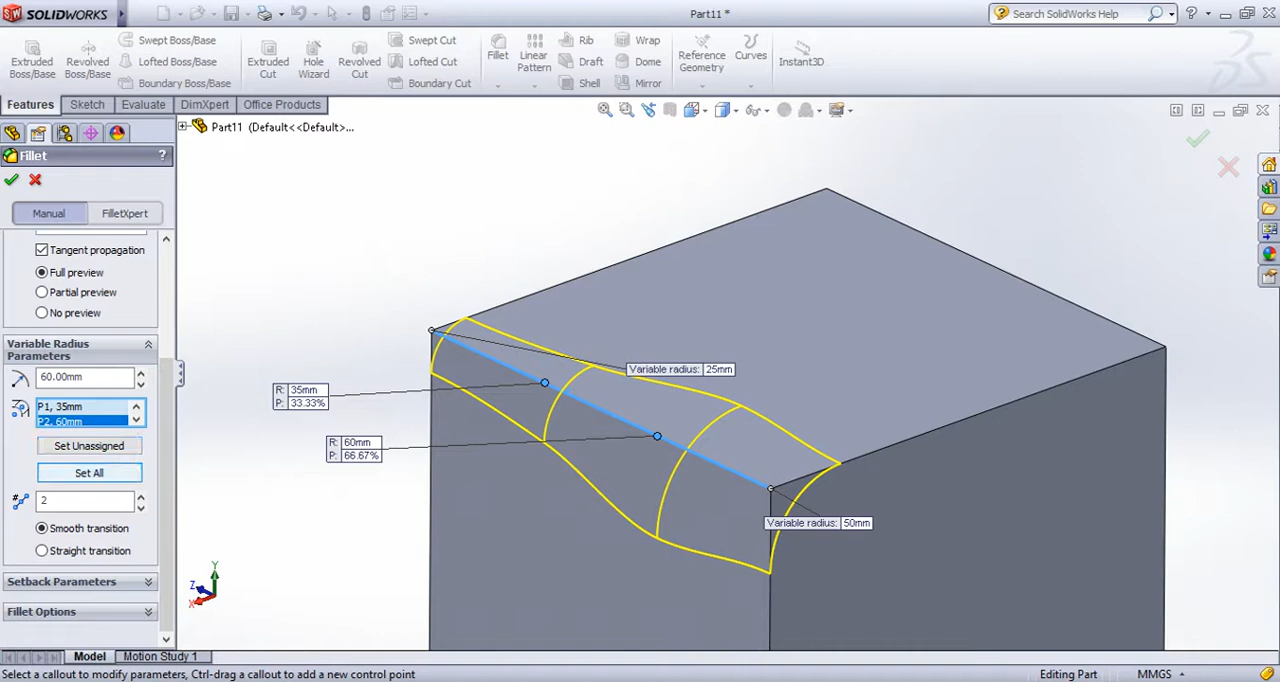 SOLIDWORKS
Part11 *
Search SolidWorks Help
Extruded Boss/Base
Revolved Boss/Base
Swept Boss/Base
Lofted Boss/Base
Boundary Boss/Base
Extruded Cut
Hole Wizard
Revolved Cut
Swept Cut
Lofted Cut
Boundary Cut
Fillet
Linear Pattern
Rib
Draft
Shell
Wrap
Dome
Mirror
Reference Geometry
Curves
Instant3D
Features
Sketch
Evaluate
DimXpert
Office Products
Part11 (Default<<Default>...
Fillet
?
Manual
FilletXpert
Tangent propagation
Full preview
Partial preview
No preview
Variable Radius
Parameters
60.00mm
P1, 35mm
P2, 60mm
Set Unassigned
Set All
2
Smooth transition
Straight transition
Setback Parameters
Fillet Options
Variable radius: 25mm
R: 35mm
P: 33.33%
R: 60mm
P: 66.67%
Variable radius: 50mm
Y
Z
X
Model
Motion Study 1
Select a callout to modify parameters, Ctrl-drag a callout to add a new control point
Editing Part
MMGS